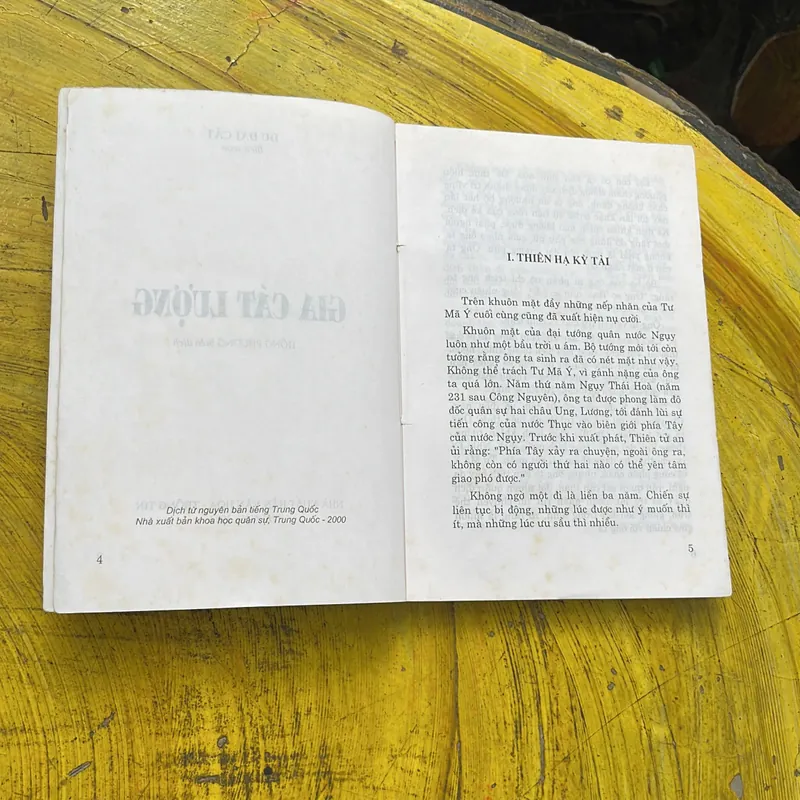 Dịch từ nguyên bản tiếng Trung Quốc
Nhà xuất bản khoa học quân sự, Trung Quốc - 2000
4
I. THIÊN HẠ KỲ TÀI
Trên khuôn mặt đầy những nếp nhăn của Tư
Mã Ý cuối cùng cũng đã xuất hiện nụ cười.
Khuôn mặt của đại tướng quân nước Ngụy
luôn như một bầu trời u ám. Bộ tướng mới tới còn
tưởng rằng ông ta sinh ra đã có nét mặt như vậy.
Không thể trách Tư Mã Ý, vì gánh nặng của ông
ta quá lớn. Năm thứ năm Ngụy Thái Hoà (năm
231 sau Công Nguyên), ông ta được phong làm đô
đốc quân sự hai châu Ung, Lương, tới đánh lùi sự
tiến công của nước Thục vào biên giới phía Tây
của nước Ngụy. Trước khi xuất phát, Thiên tử an
ủi rằng: "Phía Tây xảy ra chuyện, ngoài ông ra,
không còn có người thứ hai nào có thể yên tâm
giao phó được."
Không ngờ một đi là liền ba năm. Chiến sự
liên tục bị động, những lúc được như ý muốn thì
ít, mà những lúc ưu sầu thì nhiều.
5